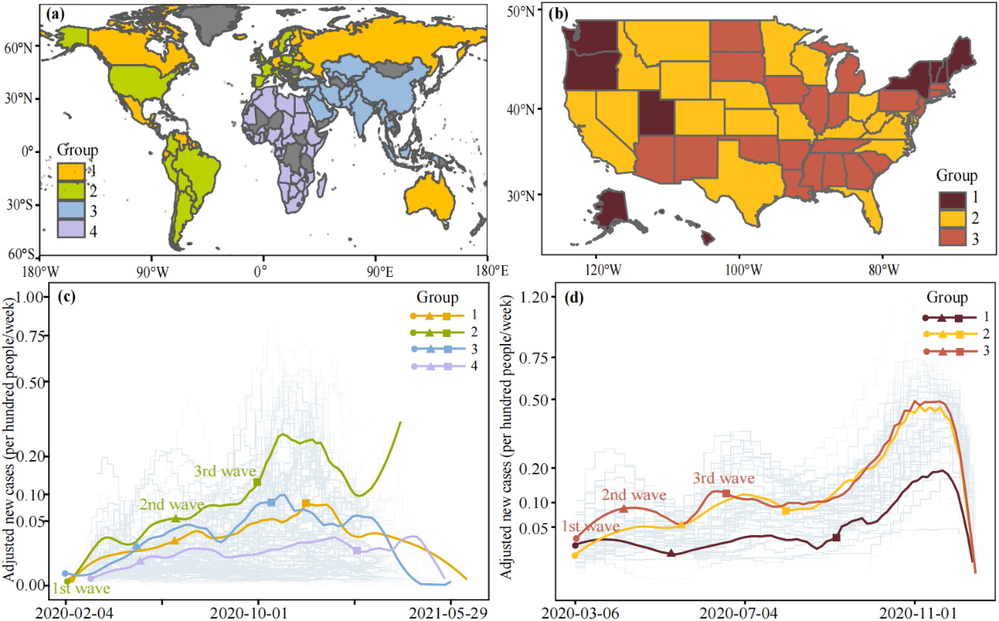 (a)
60°N
30°N
0°
30°S
60°S
180°W
90°W
0°
90°E
180°E
Group
1
2
3
4
(b)
50°N
40°N
30°N
120°W
100°W
80°W
Group
1
2
3
(c)
Adjusted new cases (per hundred people/week)
1.00
0.75
0.50
0.20
0.10
0.05
0.00
Group
1
2
3
4
3rd wave
2nd wave
1st wave
2020-02-04
2020-10-01
2021-05-29
(d)
Adjusted new cases (per hundred people/week)
1.20
0.75
0.50
0.20
0.10
0.05
Group
1
2
3
3rd wave
2nd wave
1st wave
2020-03-06
2020-07-04
2020-11-01